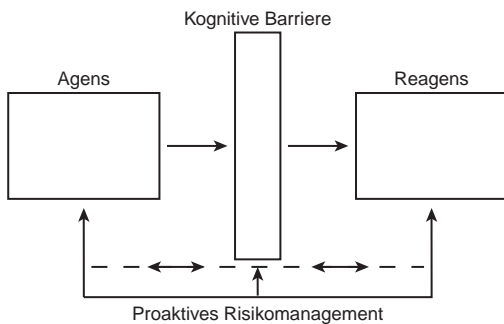 Kognitive Barriere
Agens
Reagens
Proaktives Risikomanagement